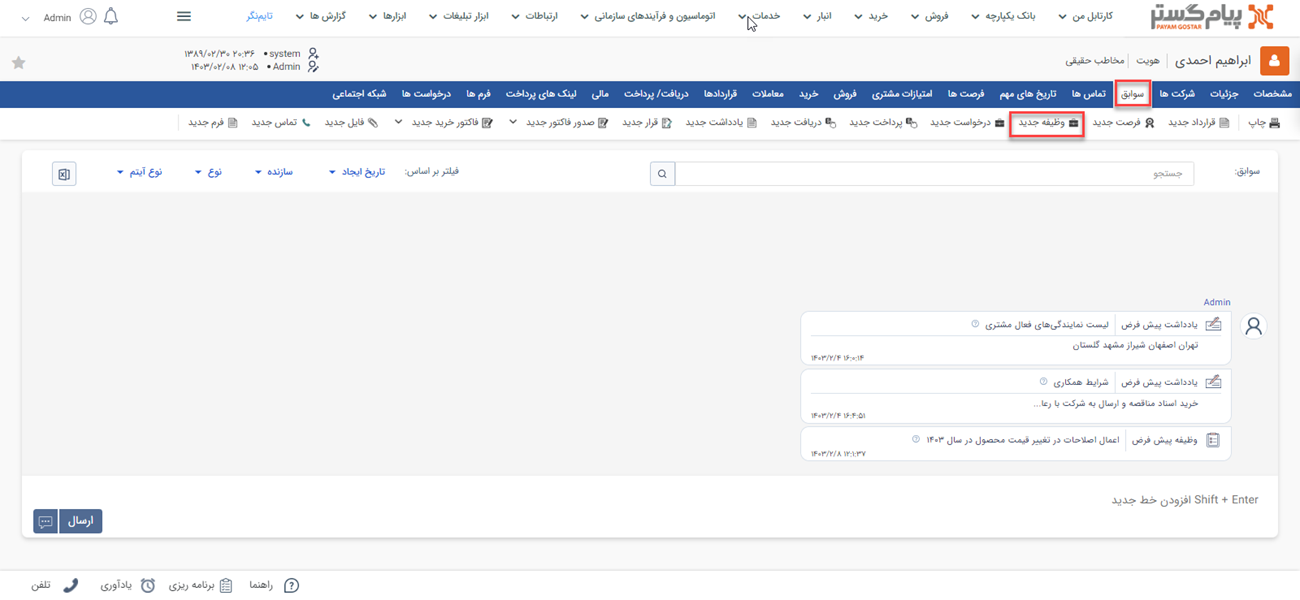 پیام گستر
PAYAM GOSTAR
کارتابل من
بانک یکپارچه
فروش
خرید
انبار
خدمات
اتوماسیون و فرآیندهای سازمانی
ارتباطات
ابزار تبلیغات
ابزارها
گزارش ها
تایم‌نگر
Admin
ابراهیم احمدی
هویت
مخاطب حقیقی
system • ۱۳۸۹/۰۲/۳۰ ۲۰:۳۶
Admin • ۱۴۰۳/۰۲/۰۸ ۱۲:۰۵
مشخصات
جزئیات
شرکت ها
سوابق
تماس ها
تاریخ های مهم
فرصت ها
امتیازات مشتری
فروش
خرید
معاملات
قراردادها
دریافت/ پرداخت
مالی
لینک های پرداخت
فرم ها
درخواست ها
شبکه اجتماعی
چاپ
قرارداد جدید
فرصت جدید
وظیفه جدید
درخواست جدید
پرداخت جدید
دریافت جدید
یادداشت جدید
قرار جدید
صدور فاکتور جدید
فاکتور خرید جدید
فایل جدید
تماس جدید
فرم جدید
سوابق:
جستجو
فیلتر بر اساس:
تاریخ ایجاد
سازنده
نوع
نوع آیتم
Admin
یادداشت پیش فرض
لیست نمایندگی‌های فعال مشتری
تهران اصفهان شیراز مشهد گلستان
۱۴۰۳/۲/۴ ۱۶:۰:۱۴
یادداشت پیش فرض
شرایط همکاری
خرید اسناد مناقصه و ارسال به شرکت با رعا...
۱۴۰۳/۲/۴ ۱۶:۴:۵۱
وظیفه پیش فرض
اعمال اصلاحات در تغییر قیمت محصول در سال ۱۴۰۳
۱۴۰۳/۲/۸ ۱۲:۱:۳۷
Shift + Enter افزودن خط جدید
ارسال
راهنما
برنامه ریزی
یادآوری
تلفن